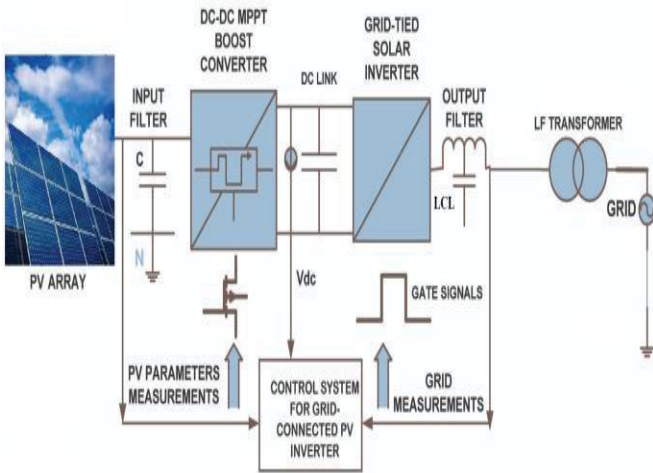 DC-DC MPPT
BOOST
CONVERTER
GRID-TIED
SOLAR
INVERTER
INPUT
FILTER
DC LINK
OUTPUT
FILTER
LF TRANSFORMER
C
LCL
GRID
N
PV ARRAY
Vdc
GATE SIGNALS
PV PARAMETERS
MEASUREMENTS
CONTROL SYSTEM
FOR GRID-
CONNECTED PV
INVERTER
GRID
MEASUREMENTS